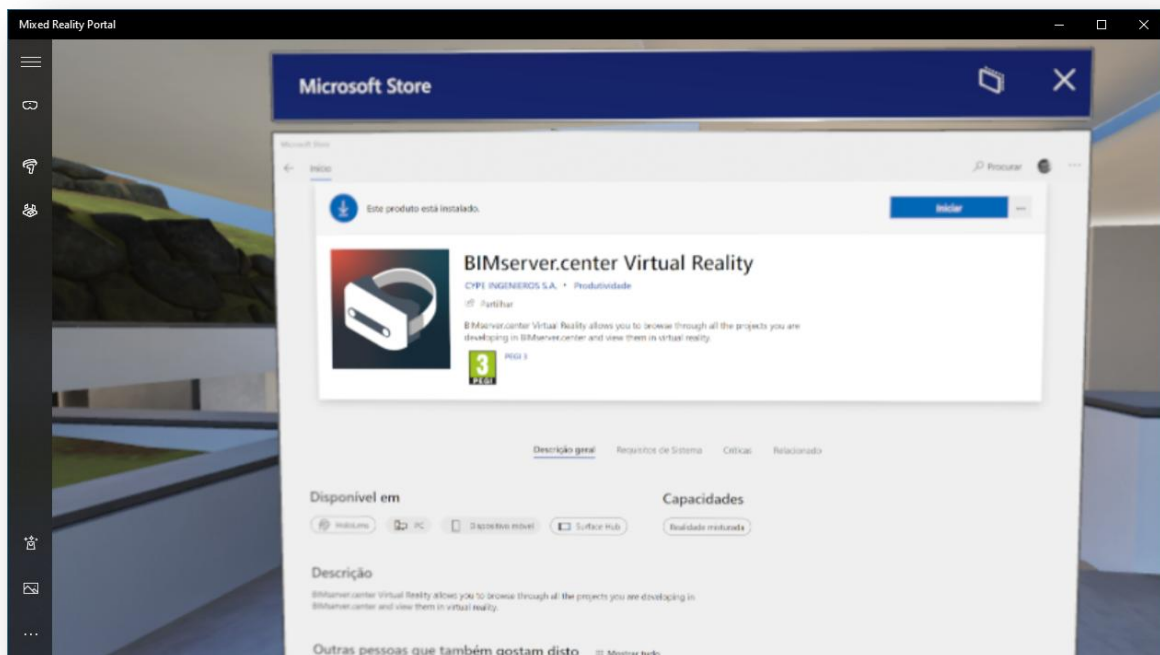 Mixed Reality Portal
Microsoft Store
Microsoft Store
Início
Procurar
Este produto está instalado.
Iniciar
BIMserver.center Virtual Reality
CYPE INGENIEROS S.A. • Produtividade
Partilhar
BIMserver.center Virtual Reality allows you to browse through all the projects you are
developing in BIMserver.center and view them in virtual reality.
3
PEGI
PEGI 3
Descrição geral Requisitos de Sistema Críticas Relacionado
Disponível em
Capacidades
PC Dispositivo móvel Surface Hub
Realidade misturada
Descrição
BIMserver.center Virtual Reality allows you to browse through all the projects you are developing in
BIMserver.center and view them in virtual reality.
Outras pessoas que também gostam disto Mostrar tudo